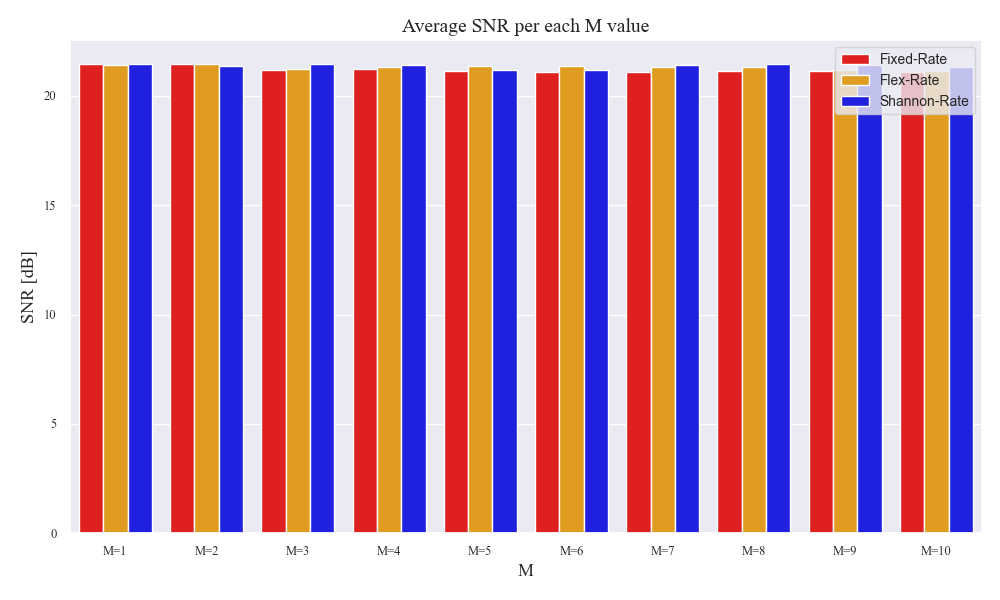 Average SNR per each M value
Fixed-Rate
Flex-Rate
Shannon-Rate
SNR [dB]
20
15
10
5
0
M=1 M=2 M=3 M=4 M=5 M=6 M=7 M=8 M=9 M=10
M